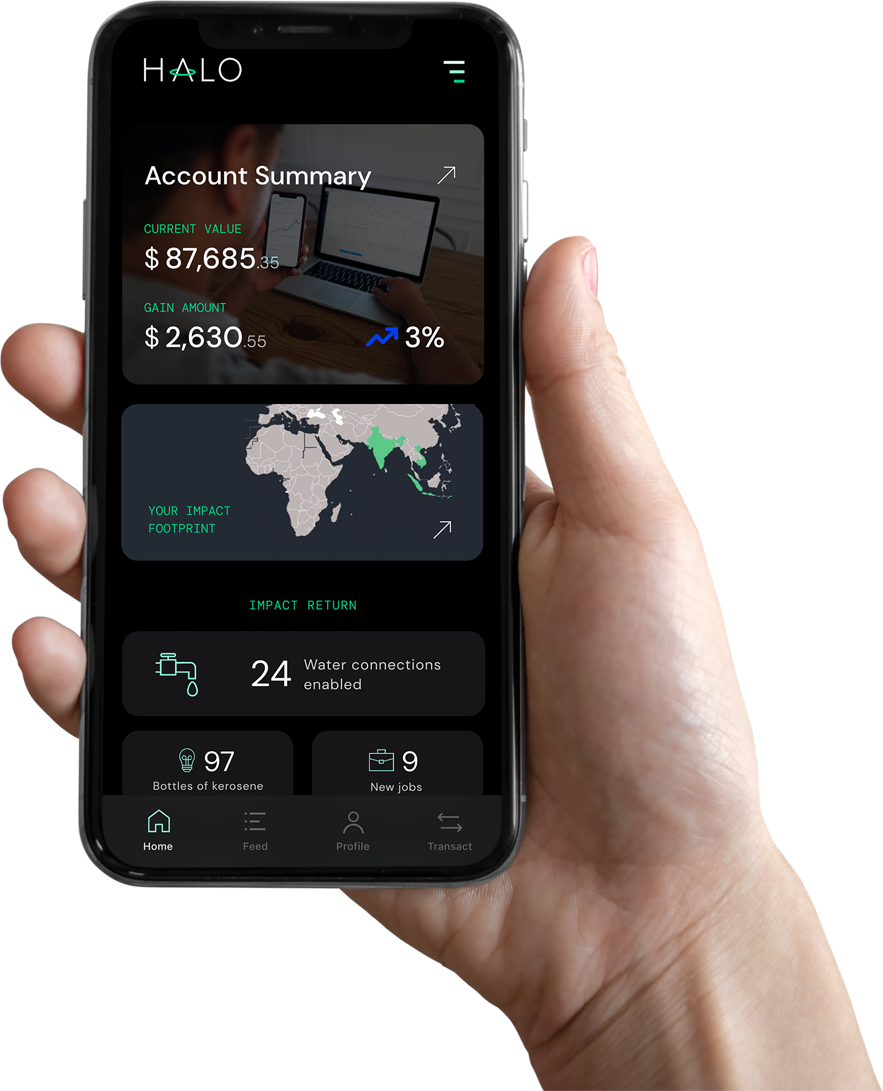 HALO
Account Summary
CURRENT VALUE
$ 87,685.35
GAIN AMOUNT
$ 2,630.55
3%
YOUR IMPACT
FOOTPRINT
IMPACT RETURN
24 Water connections
enabled
97
Bottles of kerosene
9
New jobs
Home Feed Profile Transact